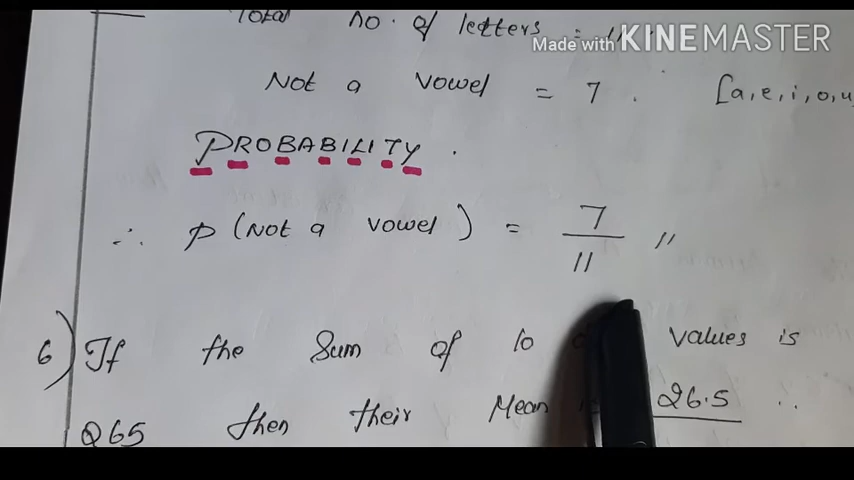 Total no. of letters = 11
Made with KINEMASTER
Not a vowel = 7. [a,e,i,o,u
PROBABILITY.
∴ P (Not a vowel) = 7/11 //
6) If the Sum of 10 values is
265 then their Mean 26.5 ..